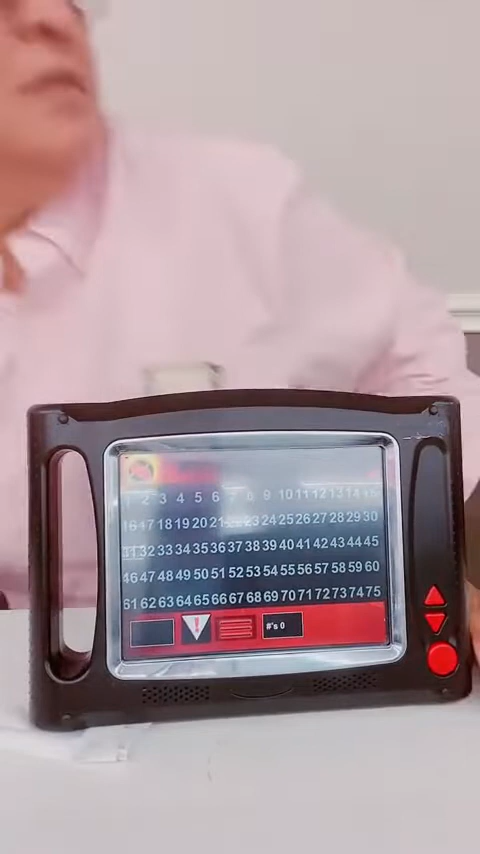 1 2 3 4 5 6 7 8 9 10 11 12 13 14 15
16 17 18 19 20 21 22 23 24 25 26 27 28 29 30
31 32 33 34 35 36 37 38 39 40 41 42 43 44 45
46 47 48 49 50 51 52 53 54 55 56 57 58 59 60
61 62 63 64 65 66 67 68 69 70 71 72 73 74 75
! #'s 0